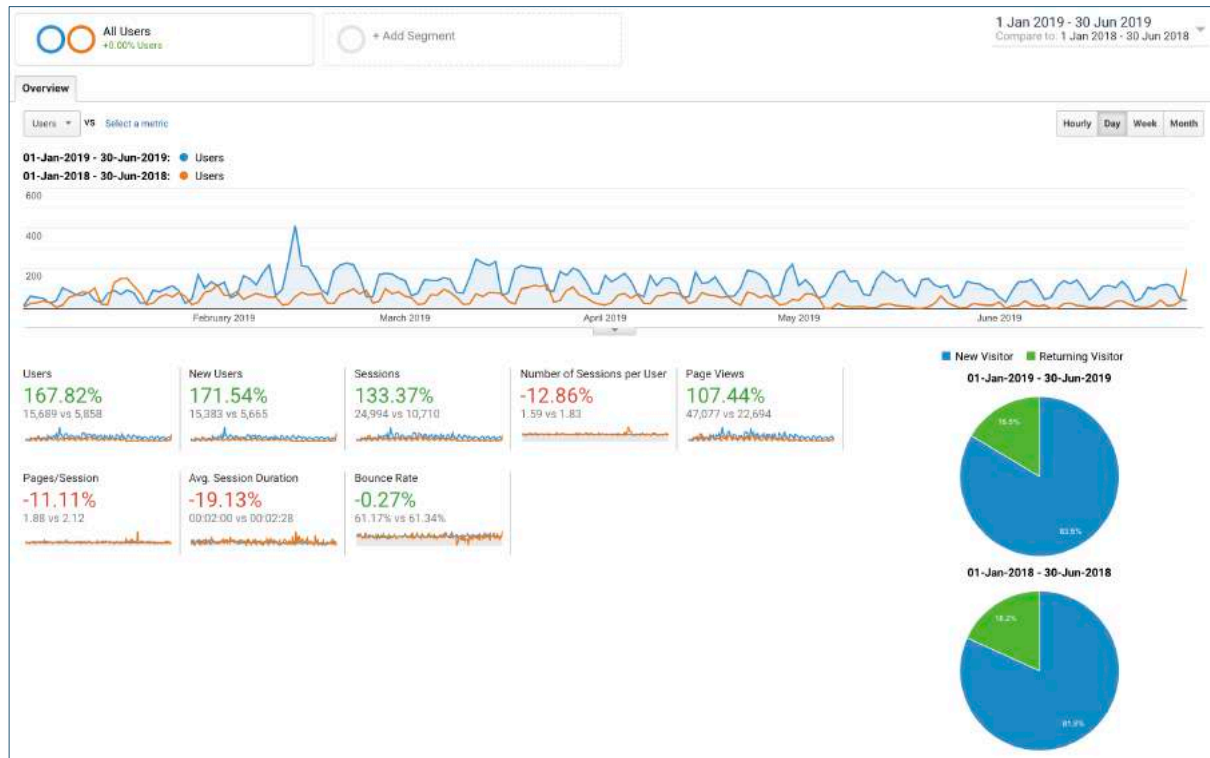 All Users
+0.00% Users
+ Add Segment
1 Jan 2019 - 30 Jun 2019
Compare to: 1 Jan 2018 - 30 Jun 2018
Overview
Users VS Select a metric
Hourly Day Week Month
01-Jan-2019 - 30-Jun-2019: Users
01-Jan-2018 - 30-Jun-2018: Users
600
400
200
February 2019 March 2019 April 2019 May 2019 June 2019
Users
167.82%
15,689 vs 5,858
New Users
171.54%
15,383 vs 5,665
Sessions
133.37%
24,994 vs 10,710
Number of Sessions per User
-12.86%
1.59 vs 1.83
Page Views
107.44%
47,077 vs 22,694
Pages/Session
-11.11%
1.88 vs 2.12
Avg. Session Duration
-19.13%
00:02:00 vs 00:02:28
Bounce Rate
-0.27%
61.17% vs 61.34%
New Visitor Returning Visitor
01-Jan-2019 - 30-Jun-2019
83.5%
01-Jan-2018 - 30-Jun-2018
18.2%
81.8%